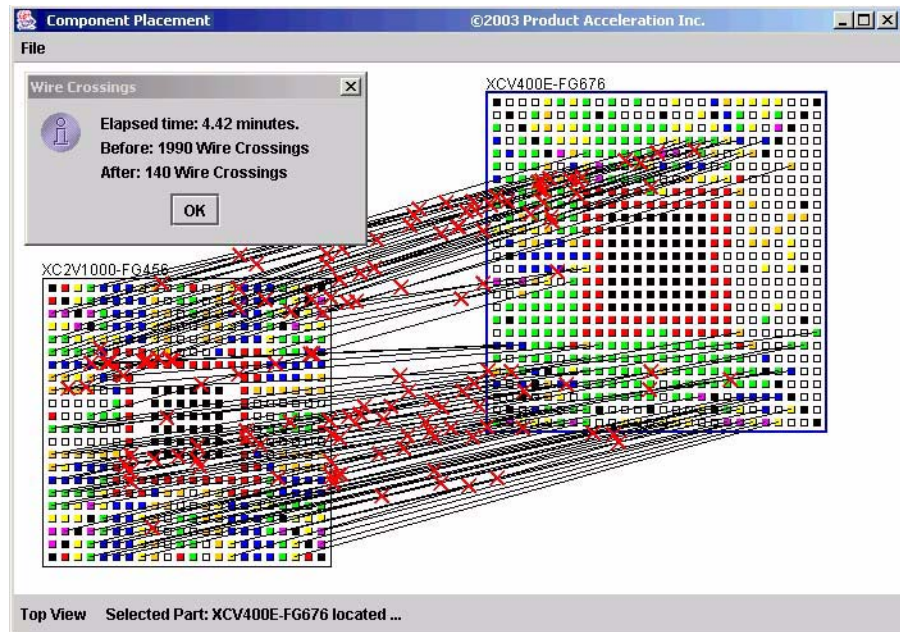 Component Placement ©2003 Product Acceleration Inc.
File
Wire Crossings
Elapsed time: 4.42 minutes.
Before: 1990 Wire Crossings
After: 140 Wire Crossings
OK
XCV400E-FG676
XC2V1000-FG456
Top View Selected Part: XCV400E-FG676 located ...